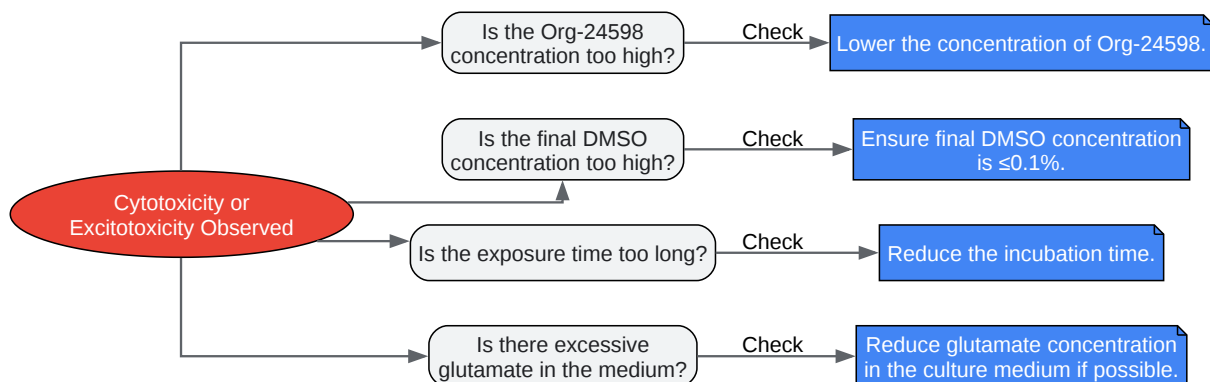 Is the Org-24598
concentration too high?
Check
Lower the concentration of Org-24598.
Is the final DMSO
concentration too high?
Check
Ensure final DMSO concentration
is ≤0.1%.
Cytotoxicity or
Excitotoxicity Observed
Is the exposure time too long?
Check
Reduce the incubation time.
Is there excessive
glutamate in the medium?
Check
Reduce glutamate concentration
in the culture medium if possible.